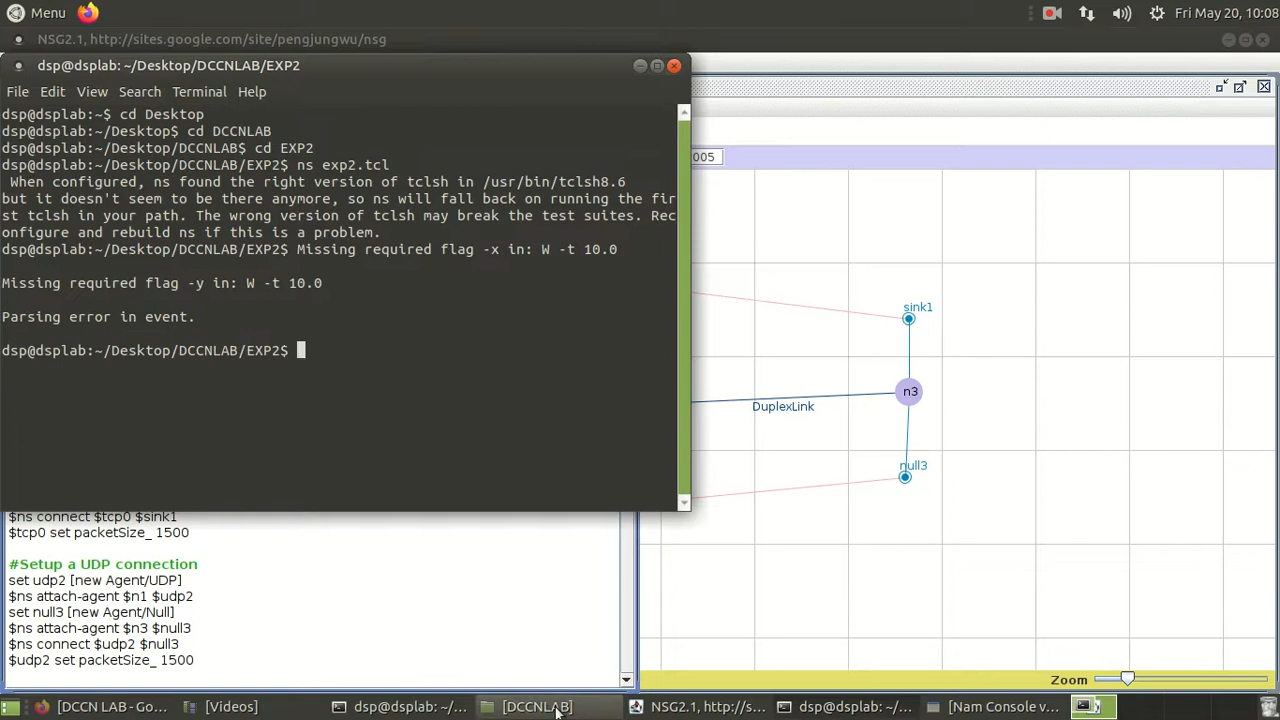 Menu
Fri May 20, 10:08
NSG2.1, http://sites.google.com/site/pengjungwu/nsg
dsp@dsplab: ~/Desktop/DCCNLAB/EXP2
File Edit View Search Terminal Help
dsp@dsplab:~$ cd Desktop
dsp@dsplab:~/Desktop$ cd DCCNLAB
dsp@dsplab:~/Desktop/DCCNLAB$ cd EXP2
dsp@dsplab:~/Desktop/DCCNLAB/EXP2$ ns exp2.tcl
When configured, ns found the right version of tclsh in /usr/bin/tclsh8.6
but it doesn't seem to be there anymore, so ns will fall back on running the fir
st tclsh in your path. The wrong version of tclsh may break the test suites. Rec
onfigure and rebuild ns if this is a problem.
dsp@dsplab:~/Desktop/DCCNLAB/EXP2$ Missing required flag -x in: W -t 10.0
Missing required flag -y in: W -t 10.0
Parsing error in event.
dsp@dsplab:~/Desktop/DCCNLAB/EXP2$
005
sink1
n3
DuplexLink
null3
$ns connect $tcp0 $sink1
$tcp0 set packetSize_ 1500
#Setup a UDP connection
set udp2 [new Agent/UDP]
$ns attach-agent $n1 $udp2
set null3 [new Agent/Null]
$ns attach-agent $n3 $null3
$ns connect $udp2 $null3
$udp2 set packetSize_ 1500
Zoom
[DCCN LAB - Go... [Videos] dsp@dsplab: ~/... [DCCNLAB] NSG2.1, http://s... dsp@dsplab: ~/... [Nam Console v...